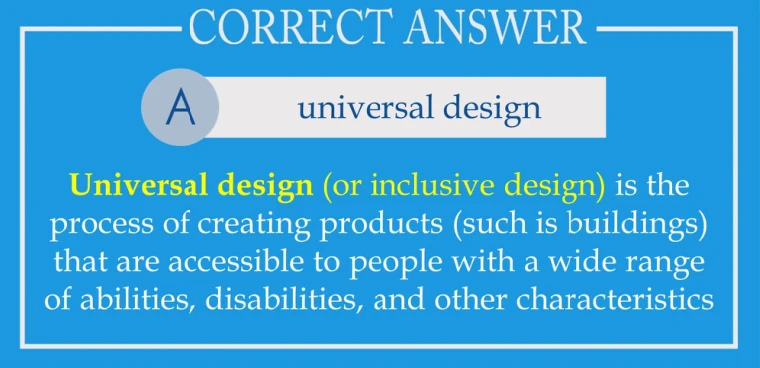 CORRECT ANSWER
A universal design
Universal design (or inclusive design) is the
process of creating products (such is buildings)
that are accessible to people with a wide range
of abilities, disabilities, and other characteristics